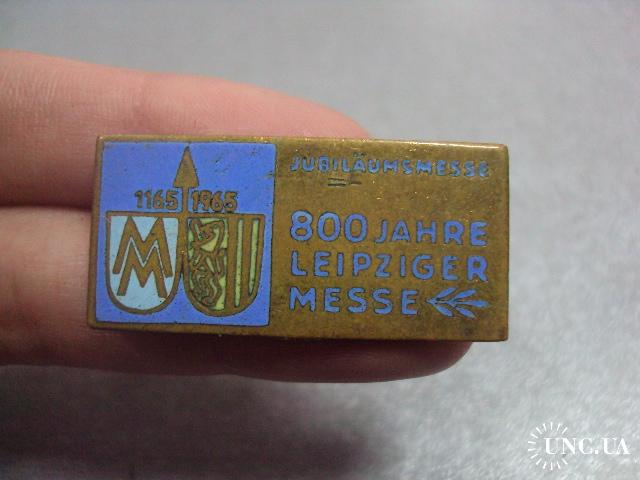 1165 1965
MM
JUBILÄUMSMESSE
800 JAHRE
LEIPZIGER
MESSE
UNC.UA